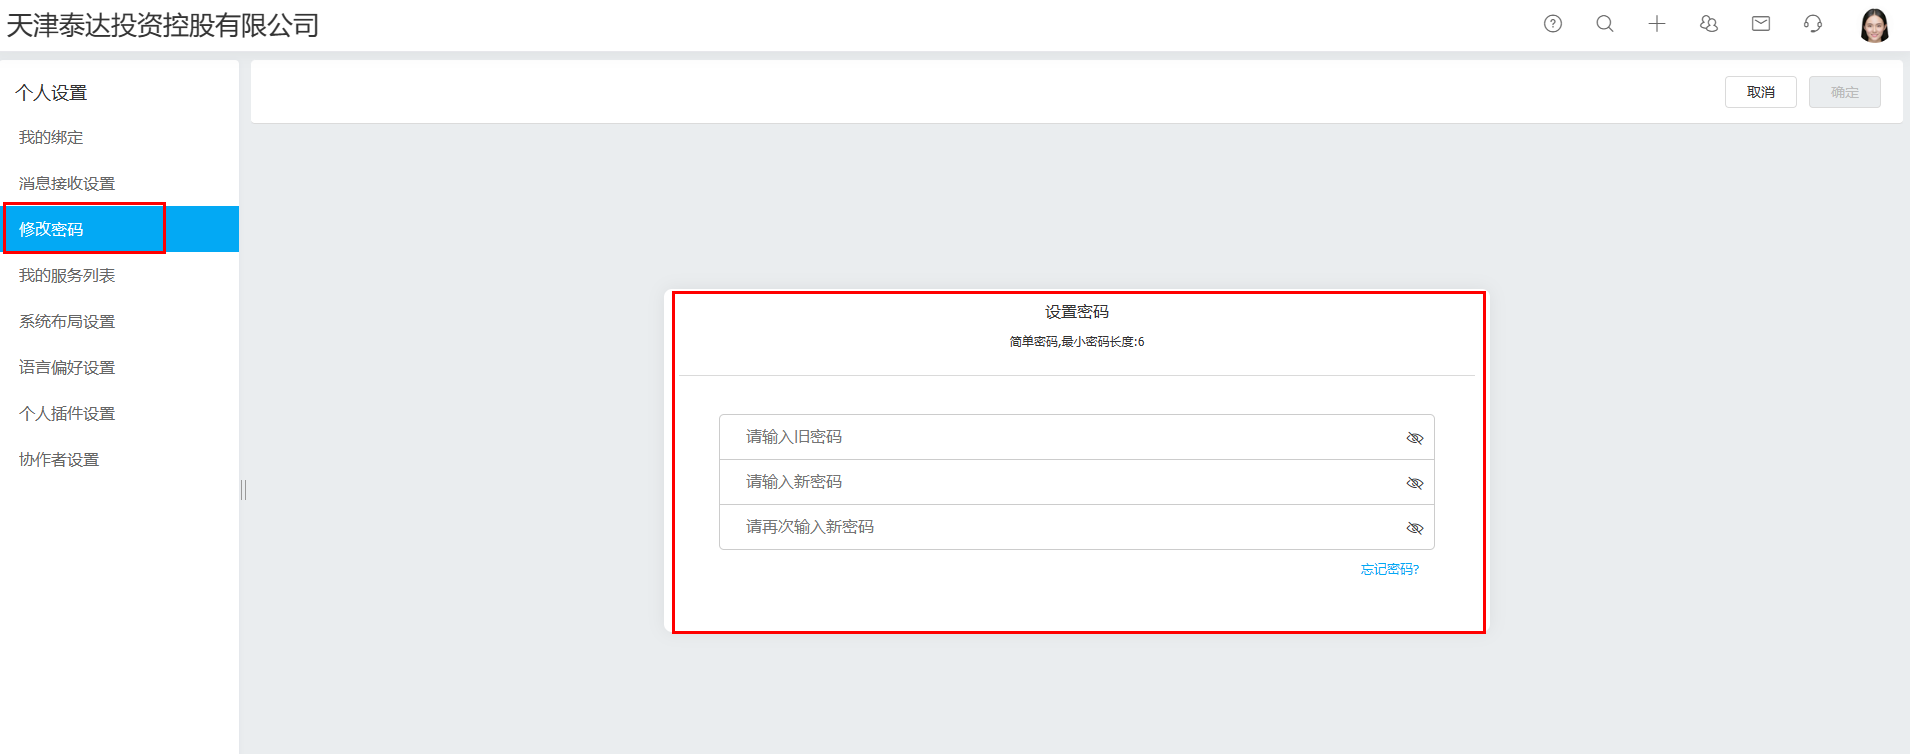 天津泰达投资控股有限公司
个人设置
我的绑定
消息接收设置
修改密码
我的服务列表
系统布局设置
语言偏好设置
个人插件设置
协作者设置
取消
确定
设置密码
简单密码,最小密码长度:6
请输入旧密码
请输入新密码
请再次输入新密码
忘记密码?